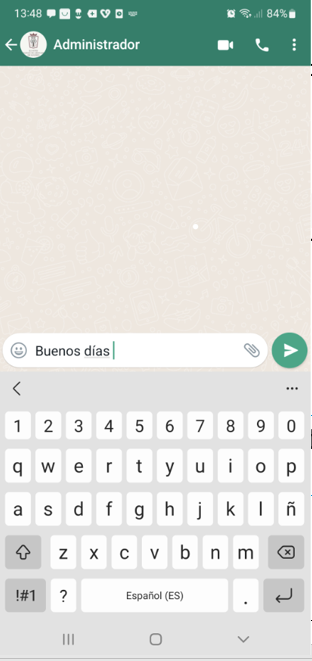 13:48 84%
Administrador
Buenos días
1 2 3 4 5 6 7 8 9 0
q w e r t y u i o p
a s d f g h j k l ñ
z x c v b n m
!#1 ? Español (ES) .